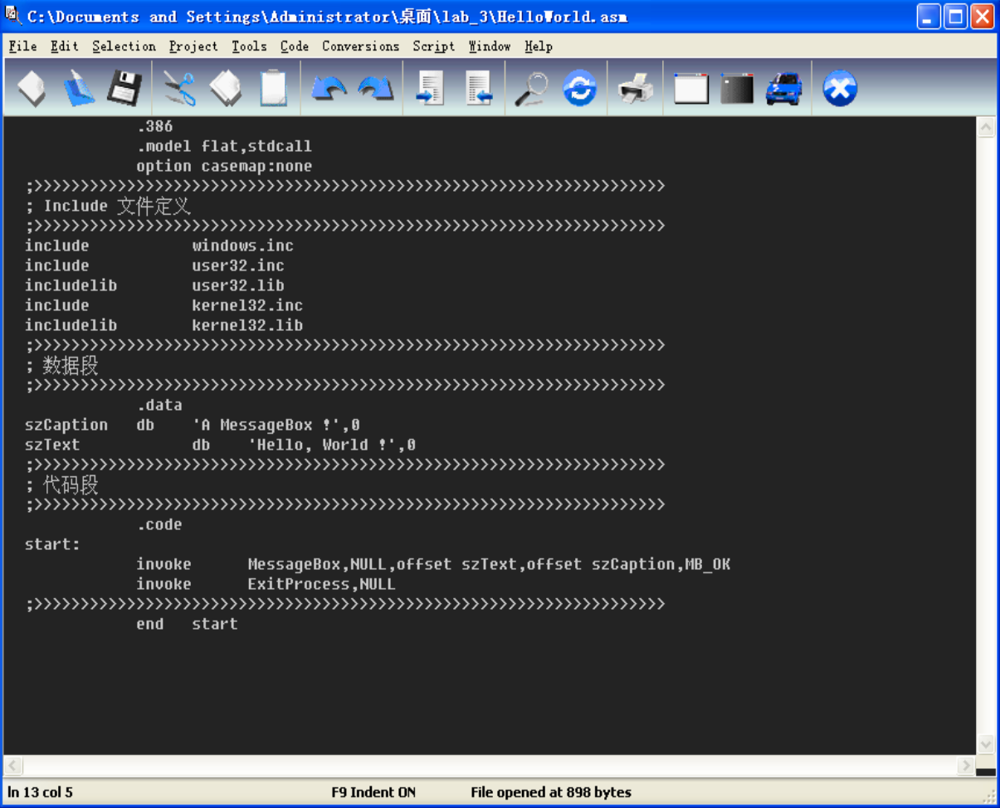 C:\Documents and Settings\Administrator\桌面\lab_3\HelloWorld.asm
File Edit Selection Project Tools Code Conversions Script Window Help
.386
.model flat,stdcall
option casemap:none
;>>>>>>>>>>>>>>>>>>>>>>>>>>>>>>>>>>>>>>>>>>>>>>>>>>>>>>>>>>>>>>>>>>>>
; Include 文件定义
;>>>>>>>>>>>>>>>>>>>>>>>>>>>>>>>>>>>>>>>>>>>>>>>>>>>>>>>>>>>>>>>>>>>>
include windows.inc
include user32.inc
includelib user32.lib
include kernel32.inc
includelib kernel32.lib
;>>>>>>>>>>>>>>>>>>>>>>>>>>>>>>>>>>>>>>>>>>>>>>>>>>>>>>>>>>>>>>>>>>>>
; 数据段
;>>>>>>>>>>>>>>>>>>>>>>>>>>>>>>>>>>>>>>>>>>>>>>>>>>>>>>>>>>>>>>>>>>>>
.data
szCaption db 'A MessageBox !',0
szText db 'Hello, World !',0
;>>>>>>>>>>>>>>>>>>>>>>>>>>>>>>>>>>>>>>>>>>>>>>>>>>>>>>>>>>>>>>>>>>>>
; 代码段
;>>>>>>>>>>>>>>>>>>>>>>>>>>>>>>>>>>>>>>>>>>>>>>>>>>>>>>>>>>>>>>>>>>>>
.code
start:
invoke MessageBox,NULL,offset szText,offset szCaption,MB_OK
invoke ExitProcess,NULL
;>>>>>>>>>>>>>>>>>>>>>>>>>>>>>>>>>>>>>>>>>>>>>>>>>>>>>>>>>>>>>>>>>>>>
end start
ln 13 col 5 F9 Indent ON File opened at 898 bytes